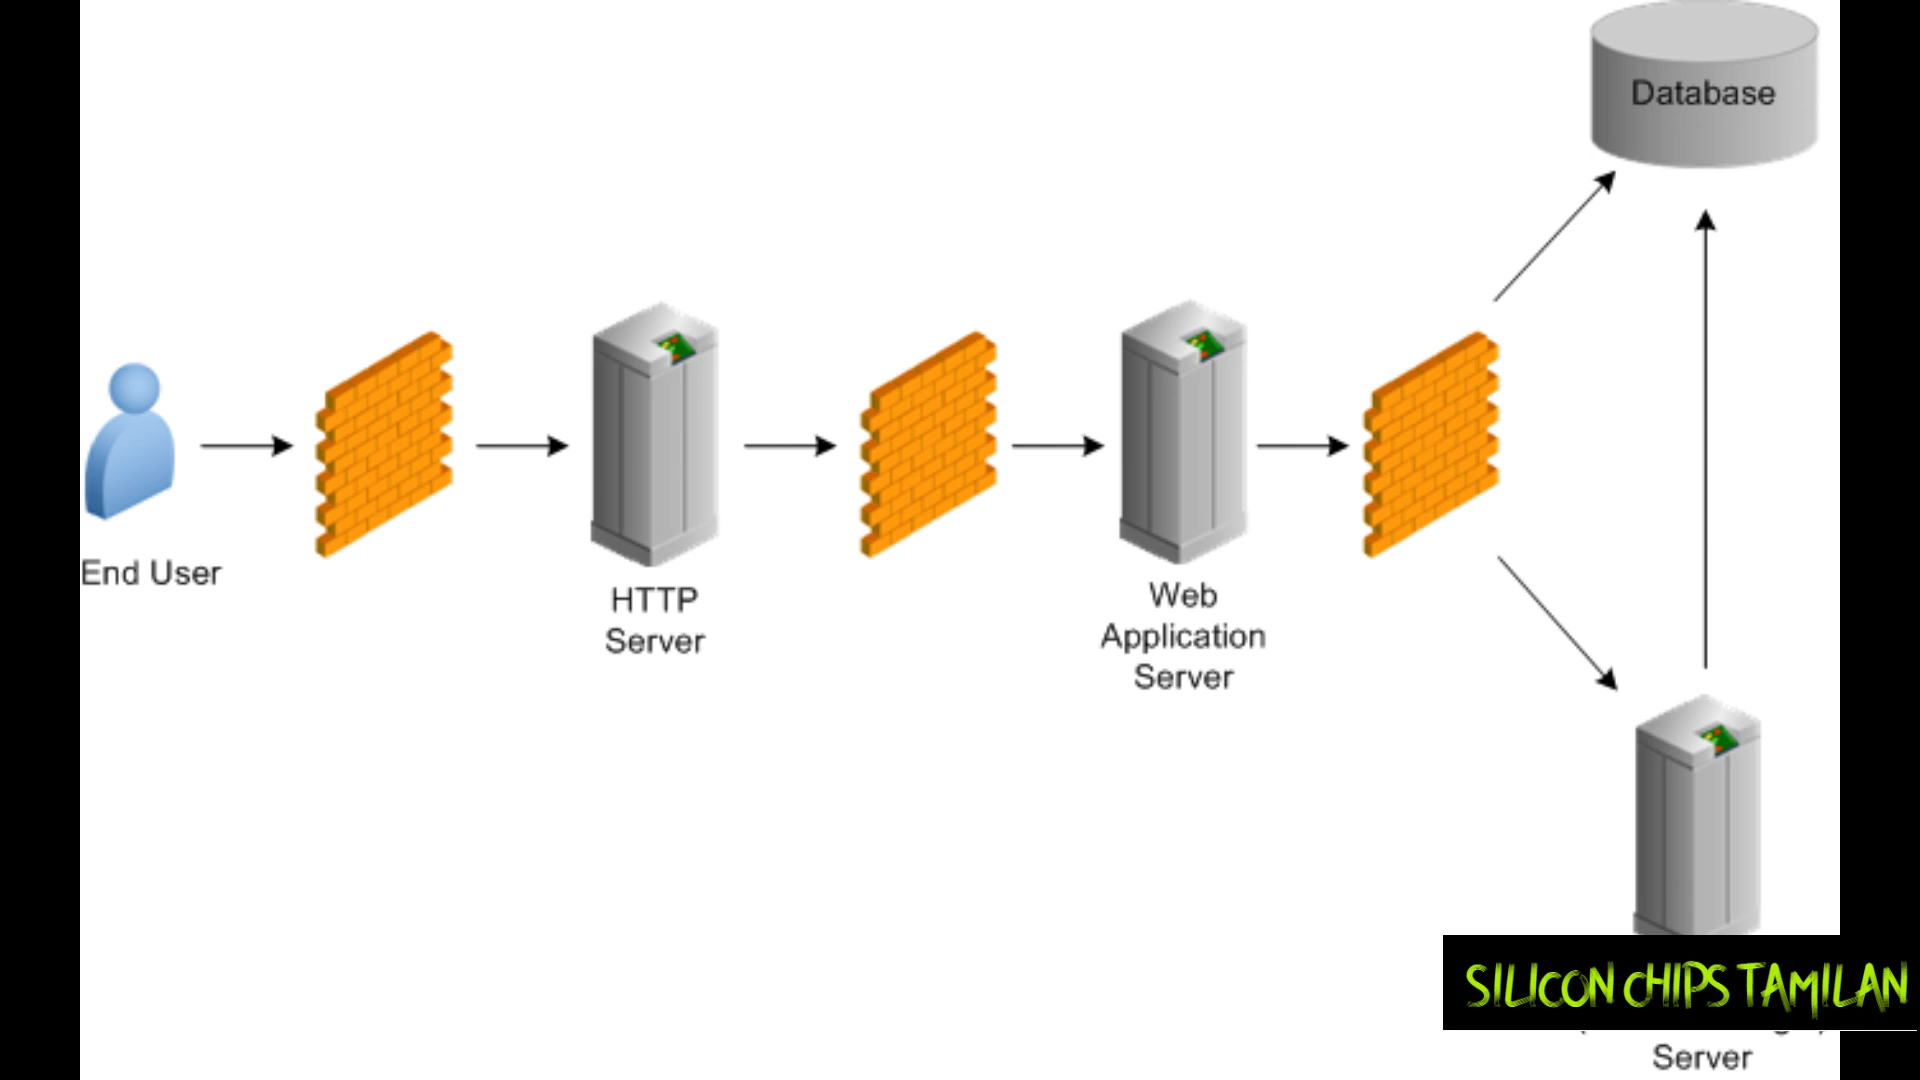 Database
End User
HTTP
Server
Web
Application
Server
SILICON CHIPS TAMILAN
Server